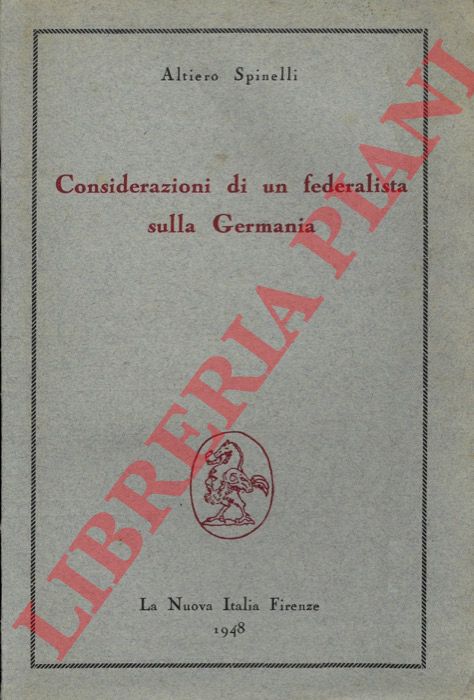 Altiero Spinelli
Considerazioni di un federalista
sulla Germania
La Nuova Italia Firenze
1948
LIBRERIA PIANI